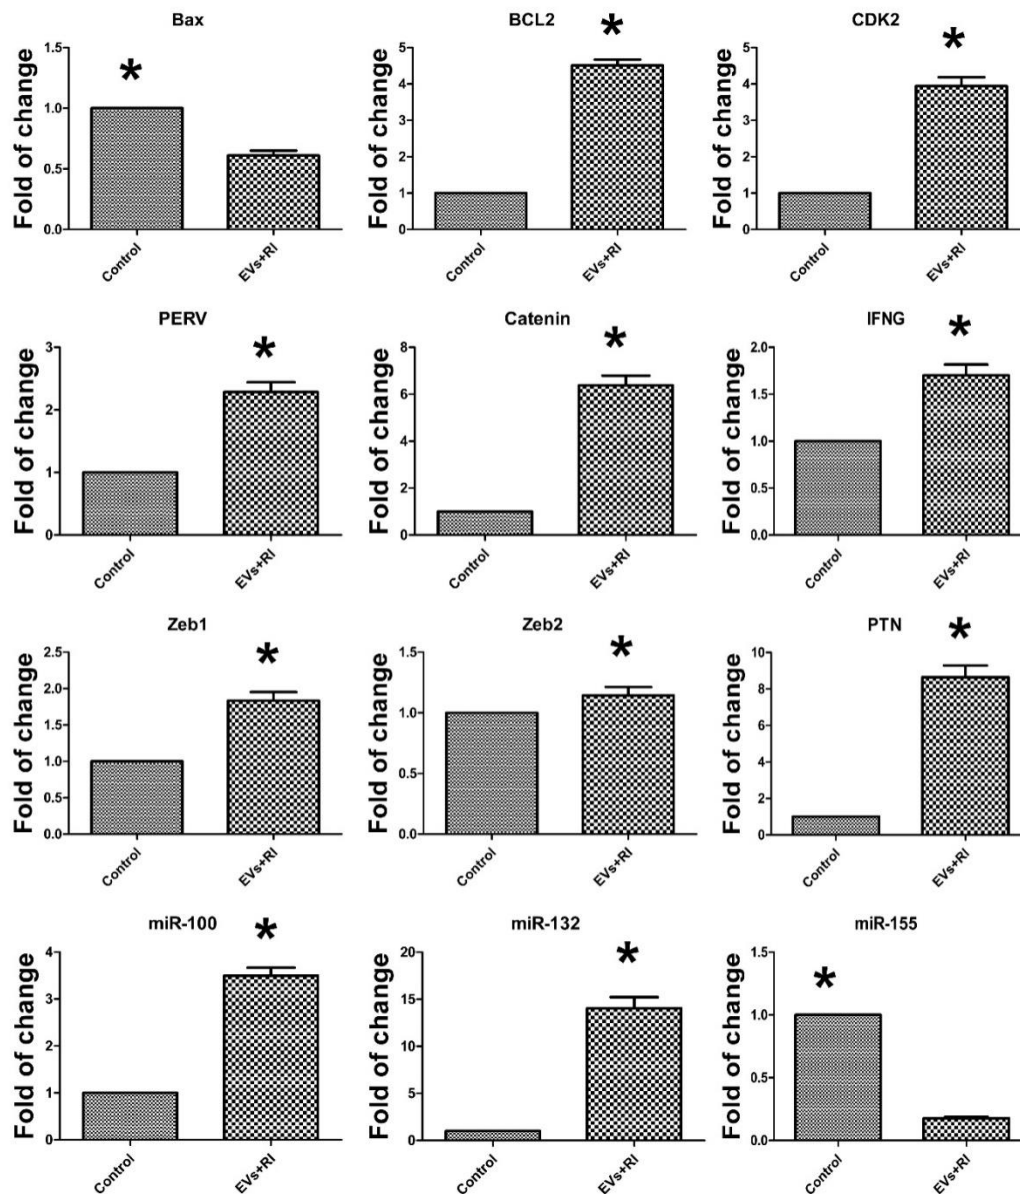 Bax
BCL2
CDK2
Fold of change
1.5
1.0
0.5
0.0
*
Control
EVs+RI
Fold of change
5
4
3
2
1
0
*
Control
EVs+RI
Fold of change
5
4
3
2
1
0
*
Control
EVs+RI
PERV
Catenin
IFNG
Fold of change
3
2
1
0
*
Control
EVs+RI
Fold of change
8
6
4
2
0
*
Control
EVs+RI
Fold of change
2.0
1.5
1.0
0.5
0.0
*
Control
EVs+RI
Zeb1
Zeb2
PTN
Fold of change
2.5
2.0
1.5
1.0
0.5
0.0
*
Control
EVs+RI
Fold of change
1.5
1.0
0.5
0.0
*
Control
EVs+RI
Fold of change
10
8
6
4
2
0
*
Control
EVs+RI
miR-100
miR-132
miR-155
Fold of change
4
3
2
1
0
*
Control
EVs+RI
Fold of change
20
15
10
5
0
*
Control
EVs+RI
Fold of change
1.5
1.0
0.5
0.0
*
Control
EVs+RI